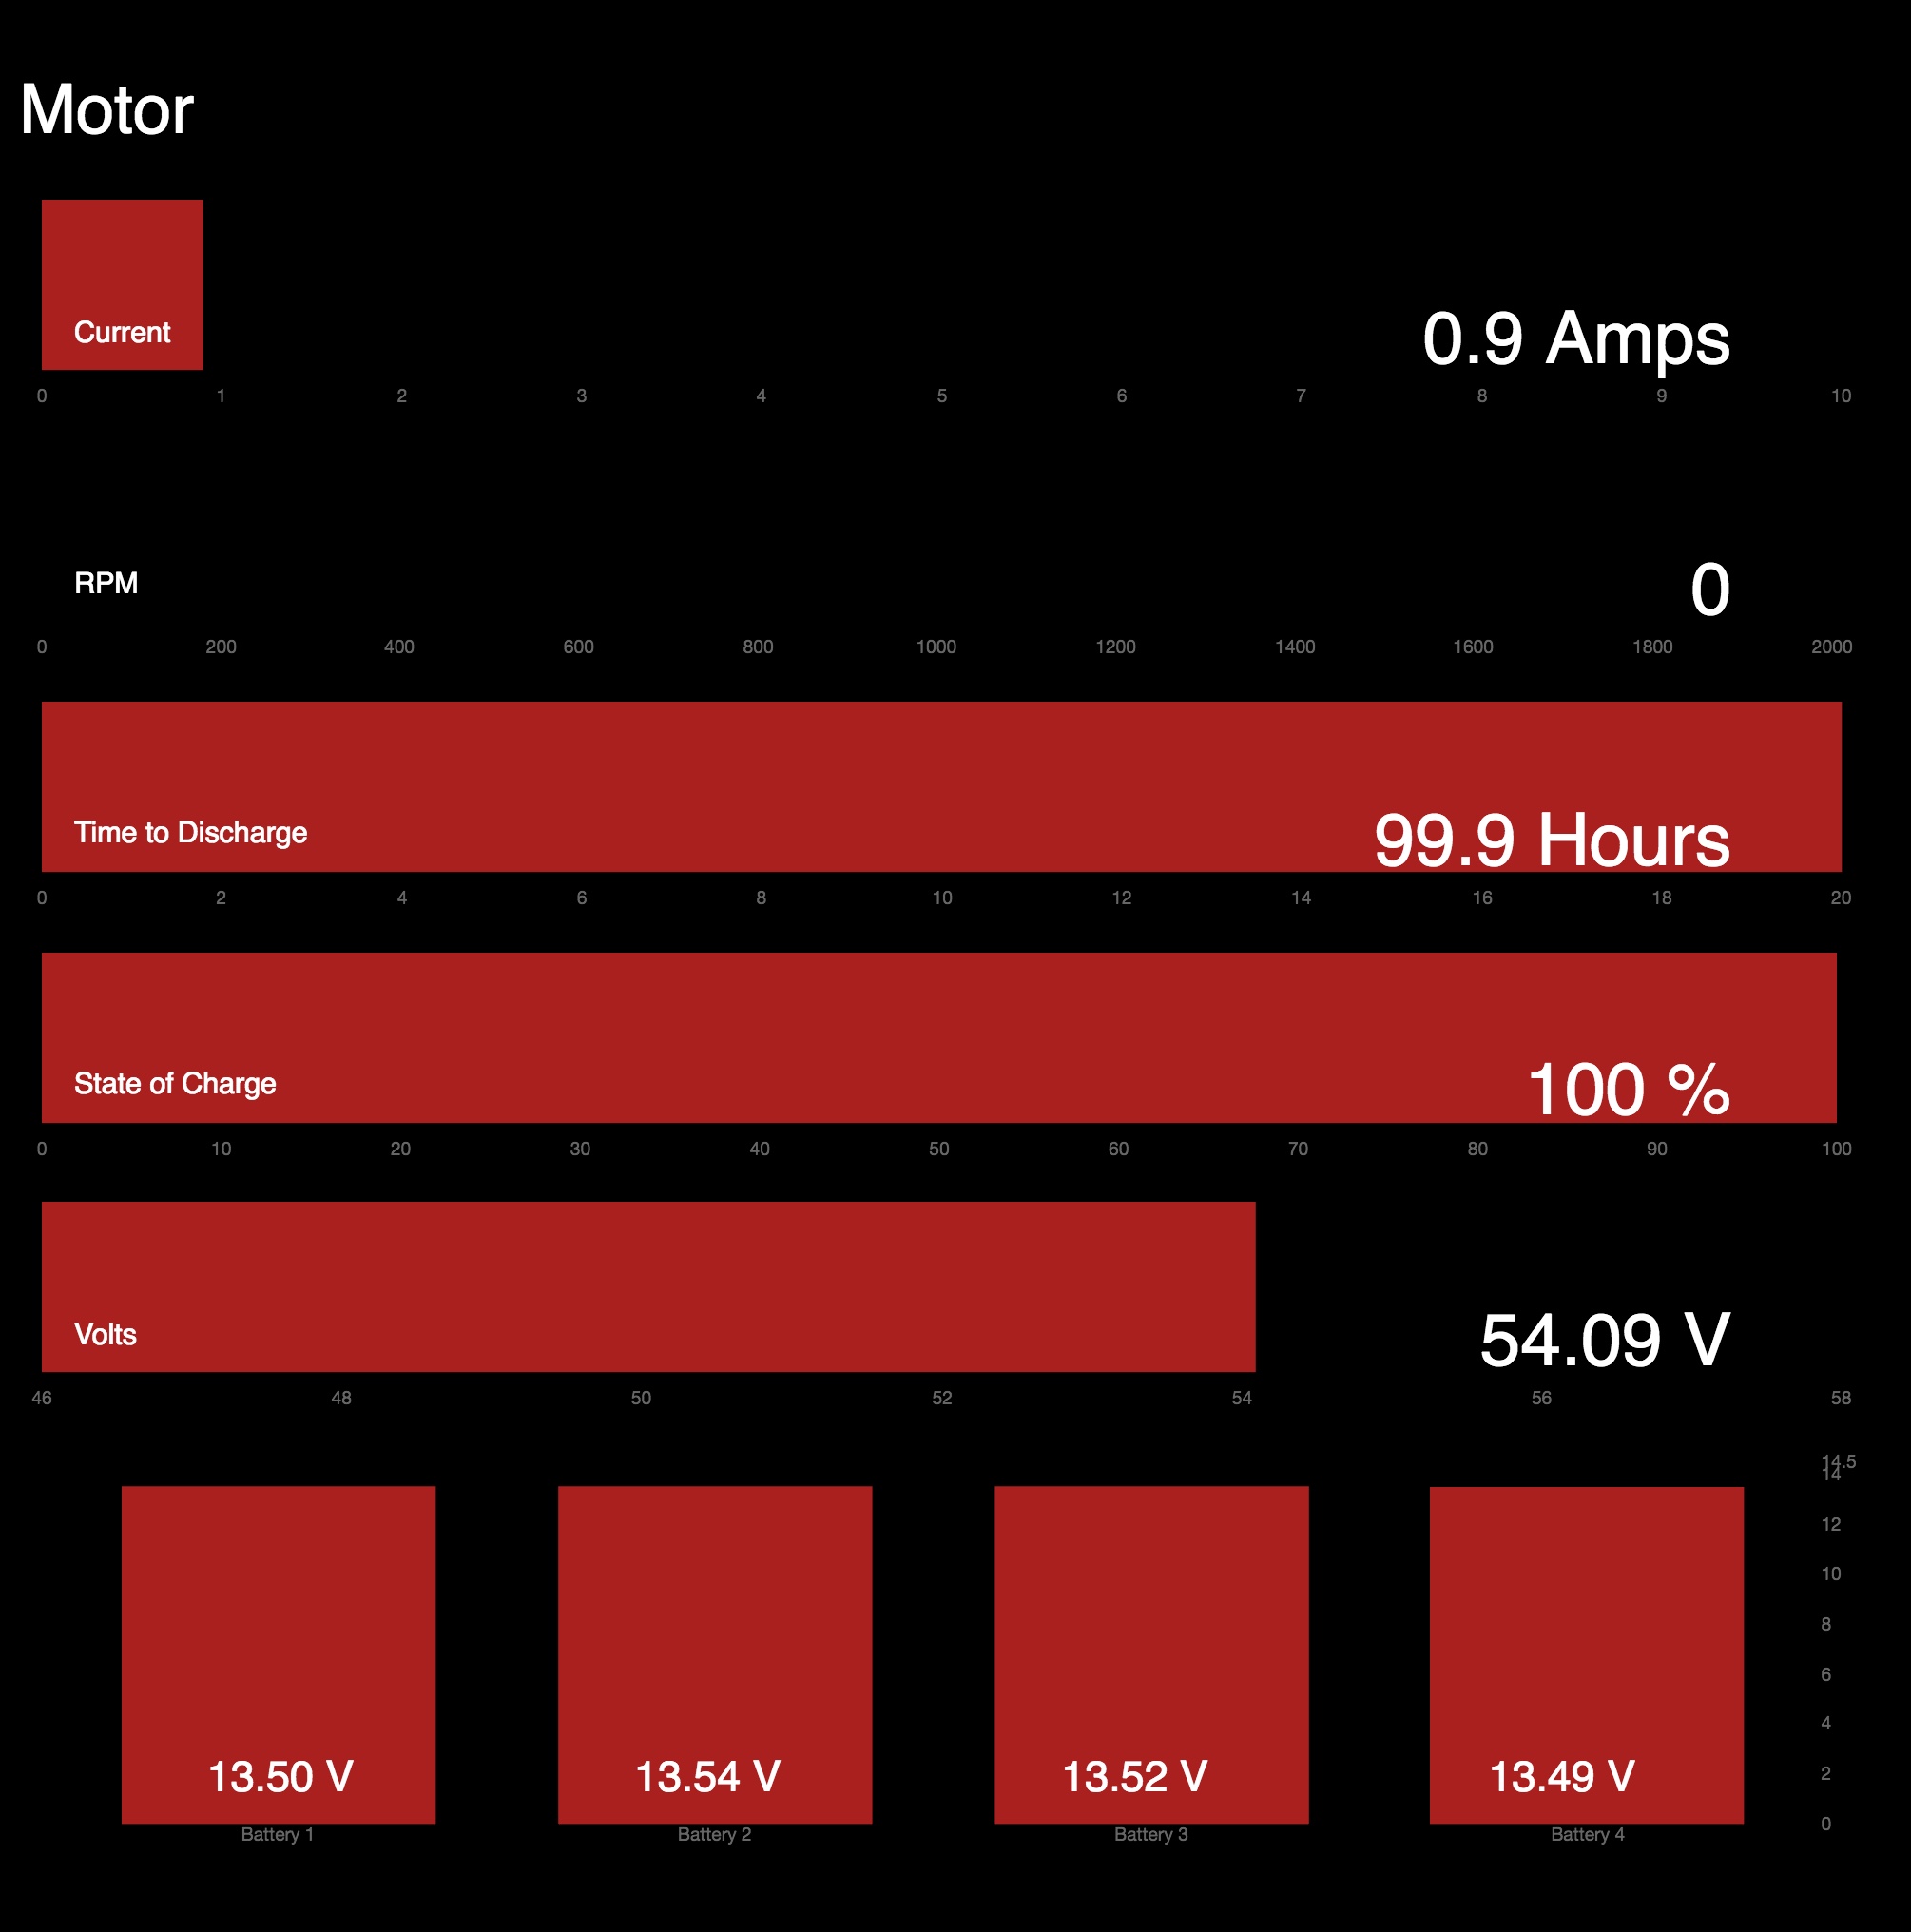 Motor
Current 0.9 Amps
0 1 2 3 4 5 6 7 8 9 10
RPM 0
0 200 400 600 800 1000 1200 1400 1600 1800 2000
Time to Discharge 99.9 Hours
0 2 4 6 8 10 12 14 16 18 20
State of Charge 100 %
0 10 20 30 40 50 60 70 80 90 100
Volts 54.09 V
46 48 50 52 54 56 58
14.5
14
12
10
8
6
4
2
0
13.50 V 13.54 V 13.52 V 13.49 V
Battery 1 Battery 2 Battery 3 Battery 4